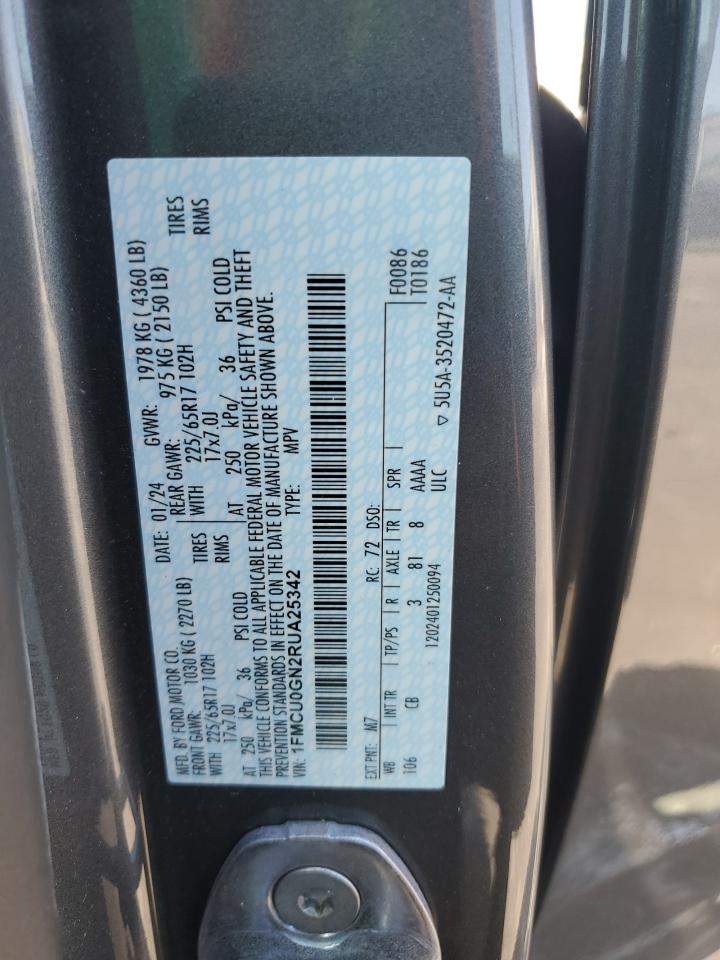 MFD. BY FORD MOTOR CO.
DATE: 01/24 GVWR: 1978 KG ( 4360 LB)
FRONT GAWR: 1030 KG ( 2270 LB) REAR GAWR: 975 KG ( 2150 LB)
WITH 225/65R17 102H TIRES WITH 225/65R17 102H TIRES
17x7.0J RIMS 17x7.0J RIMS
AT 250 kPa/ 36 PSI COLD AT 250 kPa/ 36 PSI COLD
THIS VEHICLE CONFORMS TO ALL APPLICABLE FEDERAL MOTOR VEHICLE SAFETY AND THEFT
PREVENTION STANDARDS IN EFFECT ON THE DATE OF MANUFACTURE SHOWN ABOVE.
VIN: 1FMCU0GN2RUA25342 TYPE: MPV
EXT PNT: M7 RC: 72 DSO: F0086
WB INT TR TP/PS R AXLE TR SPR T0186
106 CB 3 81 8 AAAA
1202401250094 ULC ▽ 5U5A-3520472-AA